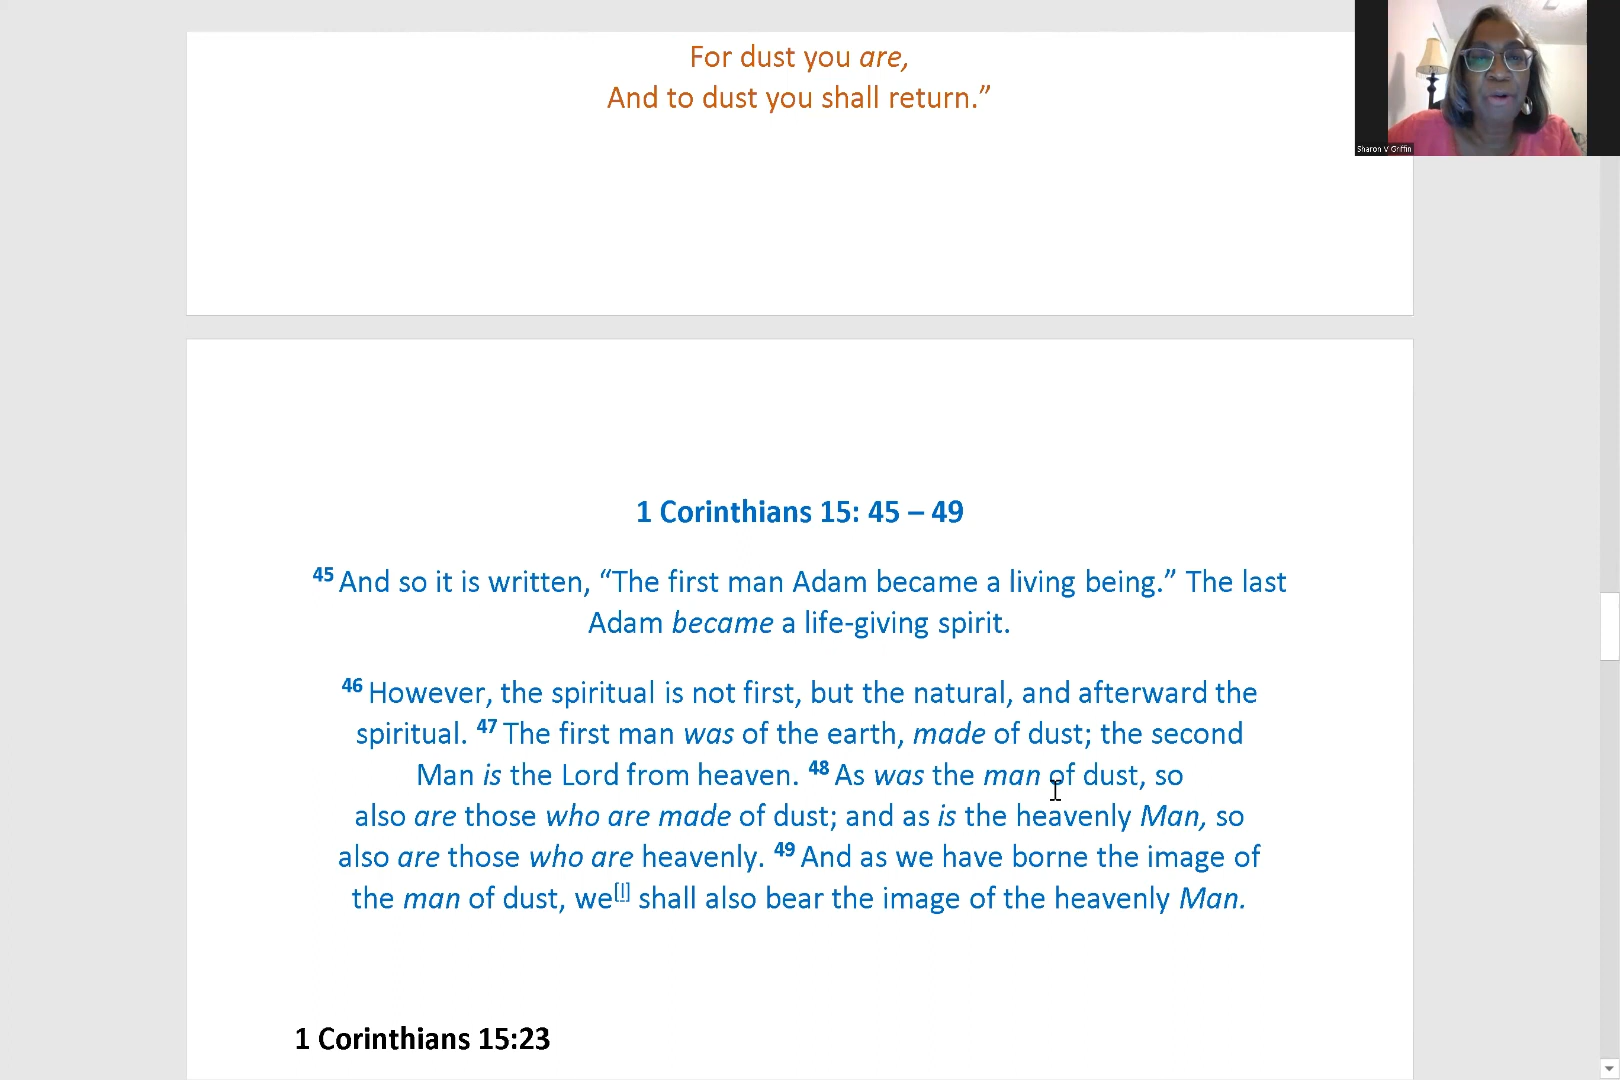 For dust you are,
And to dust you shall return.”
Sharon V Griffin
1 Corinthians 15: 45 – 49
45 And so it is written, “The first man Adam became a living being.” The last
Adam became a life-giving spirit.
46 However, the spiritual is not first, but the natural, and afterward the
spiritual. 47 The first man was of the earth, made of dust; the second
Man is the Lord from heaven. 48 As was the man of dust, so
also are those who are made of dust; and as is the heavenly Man, so
also are those who are heavenly. 49 And as we have borne the image of
the man of dust, we[l] shall also bear the image of the heavenly Man.
1 Corinthians 15:23